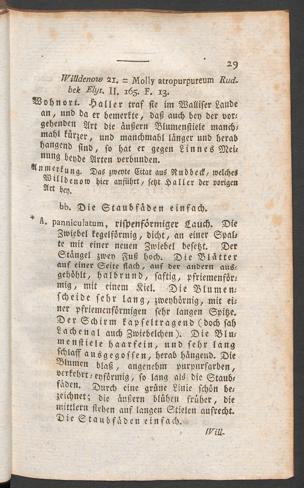 29
Willdenow 21. = Molly atropurpureum Rud-
bek Elys. II. 165. F. 13.
Wohnort. Haller traf sie im Walliser Lande
an, und da er bemerkte, daß auch bey der vor-
gehenden Art die äußern Blumenstiele manch-
mahl kürzer, und manchmahl länger und herab
hangend sind, so hat er gegen Linnes Mei-
nung beyde Arten verbunden.
Anmerkung. Das zweyte Citat aus Rudbeck, welches
Willdenow hier anführt, setzt Haller der vorigen
Art bey.
bb. Die Staubfäden einfach.
* A. panniculatum, rispenförmiger Lauch. Die
Zwiebel kegelförmig, dicht, an einer Spal-
te mit einer neuen Zwiebel besetzt. Der
Stängel zwey Fuß hoch. Die Blätter
auf einer Seite flach, auf der andern aus-
gehöhlt, halbrund, saftig, pfriemenför-
mig, mit einem Kiel. Die Blumen-
scheide sehr lang, zweyhörnig, mit ei-
ner pfriemenförmigen sehr langen Spitze.
Der Schirm kapseltragend (doch sah
Lachenal auch Zwiebelchen). Die Blu-
menstiele haarfein, und sehr lang
schlaff ausgegossen, herab hängend. Die
Blumen blaß, angenehm purpurfarben,
verkehrt-eyförmig, so lang als die Staub-
fäden. Durch eine grüne Linie schön be-
zeichnet; die äußern blühen früher, die
mittlern stehen auf langen Stielen aufrecht.
Die Staubfäden einfach.
Will.